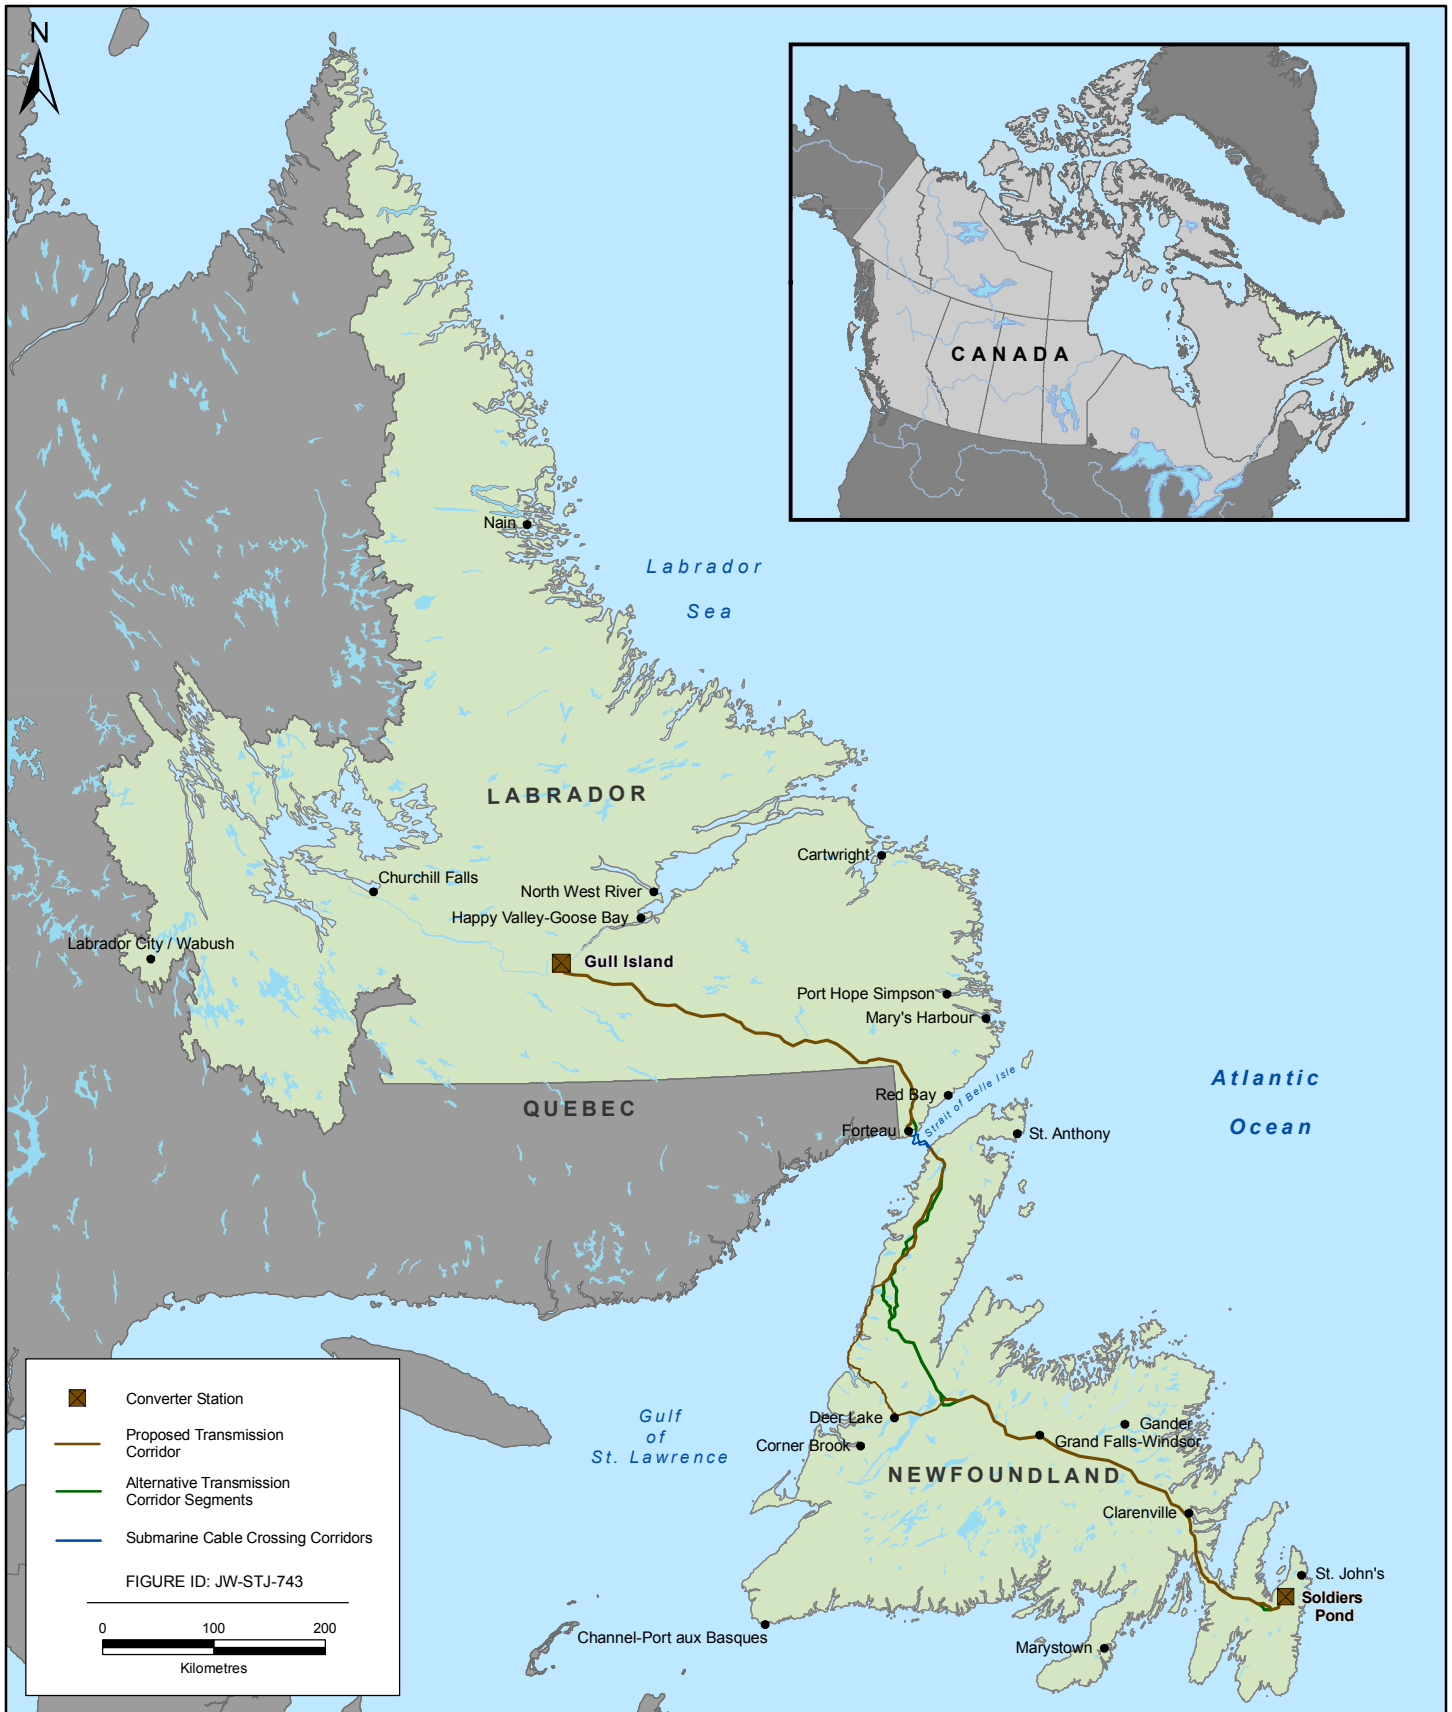 N
CANADA
Nain
Labrador
Sea
LABRADOR
Cartwright
Churchill Falls
North West River
Happy Valley-Goose Bay
Labrador City / Wabush
Gull Island
Port Hope Simpson
Mary's Harbour
Strait of Belle Isle
Red Bay
Atlantic
Ocean
QUEBEC
Forteau
St. Anthony
Gulf
of
St. Lawrence
Deer Lake
Gander
Corner Brook
Grand Falls-Windsor
NEWFOUNDLAND
Clarenville
St. John's
Soldiers
Pond
Channel-Port aux Basques
Marystown
Converter Station
Proposed Transmission
Corridor
Alternative Transmission
Corridor Segments
Submarine Cable Crossing Corridors
FIGURE ID: JW-STJ-743
0 100 200
Kilometres